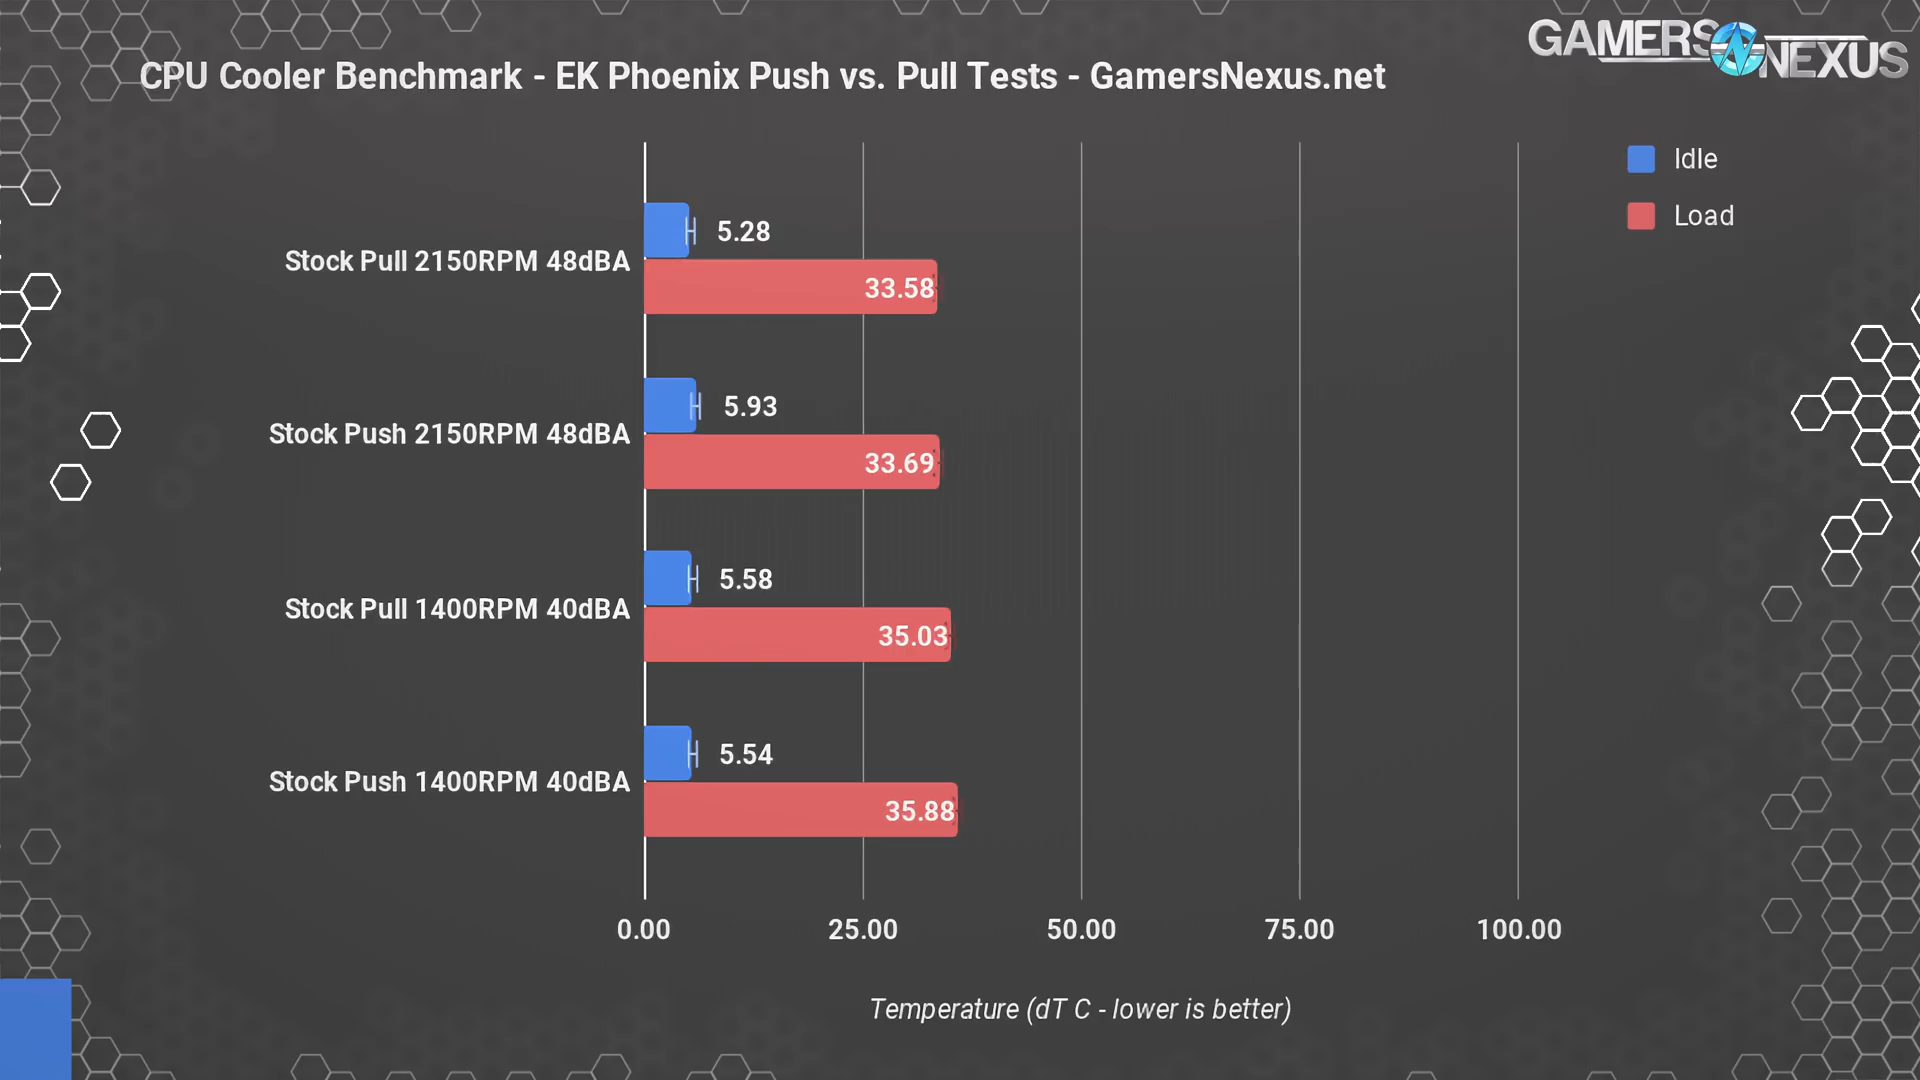 GAMERS NEXUS
CPU Cooler Benchmark - EK Phoenix Push vs. Pull Tests - GamersNexus.net
Idle
Load
Stock Pull 2150RPM 48dBA
5.28
33.58
Stock Push 2150RPM 48dBA
5.93
33.69
Stock Pull 1400RPM 40dBA
5.58
35.03
Stock Push 1400RPM 40dBA
5.54
35.88
0.00 25.00 50.00 75.00 100.00
Temperature (dT C - lower is better)